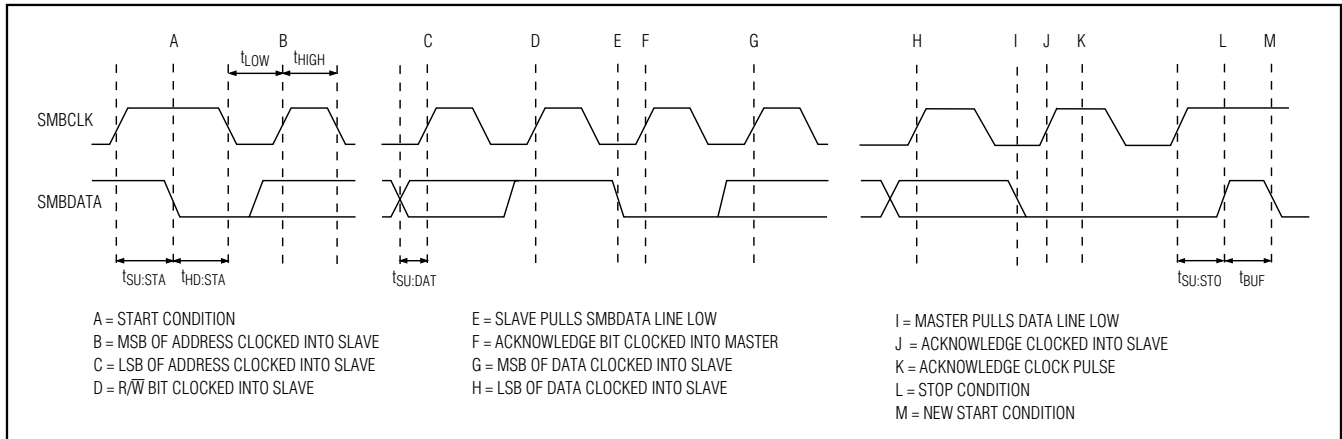 A B C D E F G H I J K L M
tLOW tHIGH
SMBCLK
SMBDATA
tSU:STA tHD:STA tSU:DAT tSU:STO tBUF
A = START CONDITION
B = MSB OF ADDRESS CLOCKED INTO SLAVE
C = LSB OF ADDRESS CLOCKED INTO SLAVE
D = R/W̅ BIT CLOCKED INTO SLAVE
E = SLAVE PULLS SMBDATA LINE LOW
F = ACKNOWLEDGE BIT CLOCKED INTO MASTER
G = MSB OF DATA CLOCKED INTO SLAVE
H = LSB OF DATA CLOCKED INTO SLAVE
I = MASTER PULLS DATA LINE LOW
J = ACKNOWLEDGE CLOCKED INTO SLAVE
K = ACKNOWLEDGE CLOCK PULSE
L = STOP CONDITION
M = NEW START CONDITION